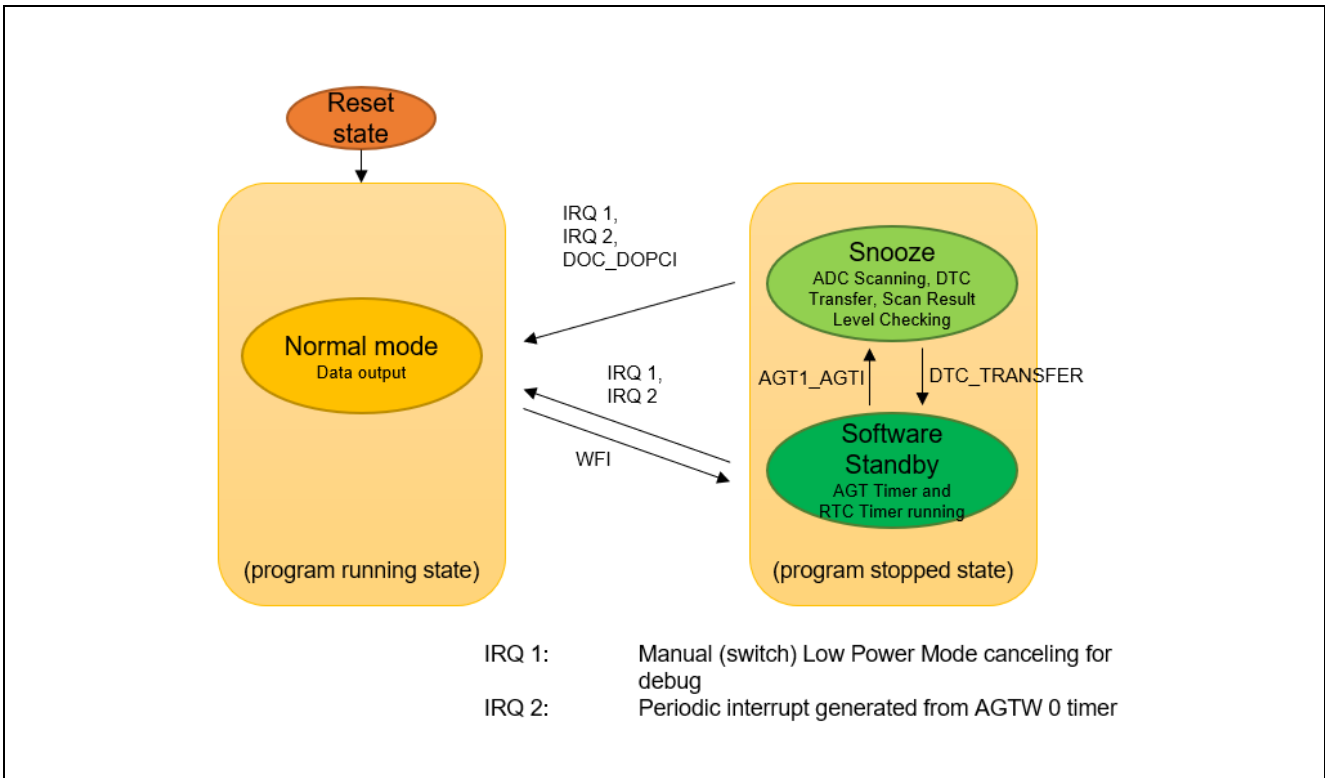 Reset
state
IRQ 1,
IRQ 2,
DOC_DOPCI
Snooze
ADC Scanning, DTC
Transfer, Scan Result
Level Checking
Normal mode
Data output
IRQ 1,
IRQ 2
AGT1_AGTI
DTC_TRANSFER
WFI
Software
Standby
AGT Timer and
RTC Timer running
(program running state)
(program stopped state)
IRQ 1: Manual (switch) Low Power Mode canceling for
debug
IRQ 2: Periodic interrupt generated from AGTW 0 timer